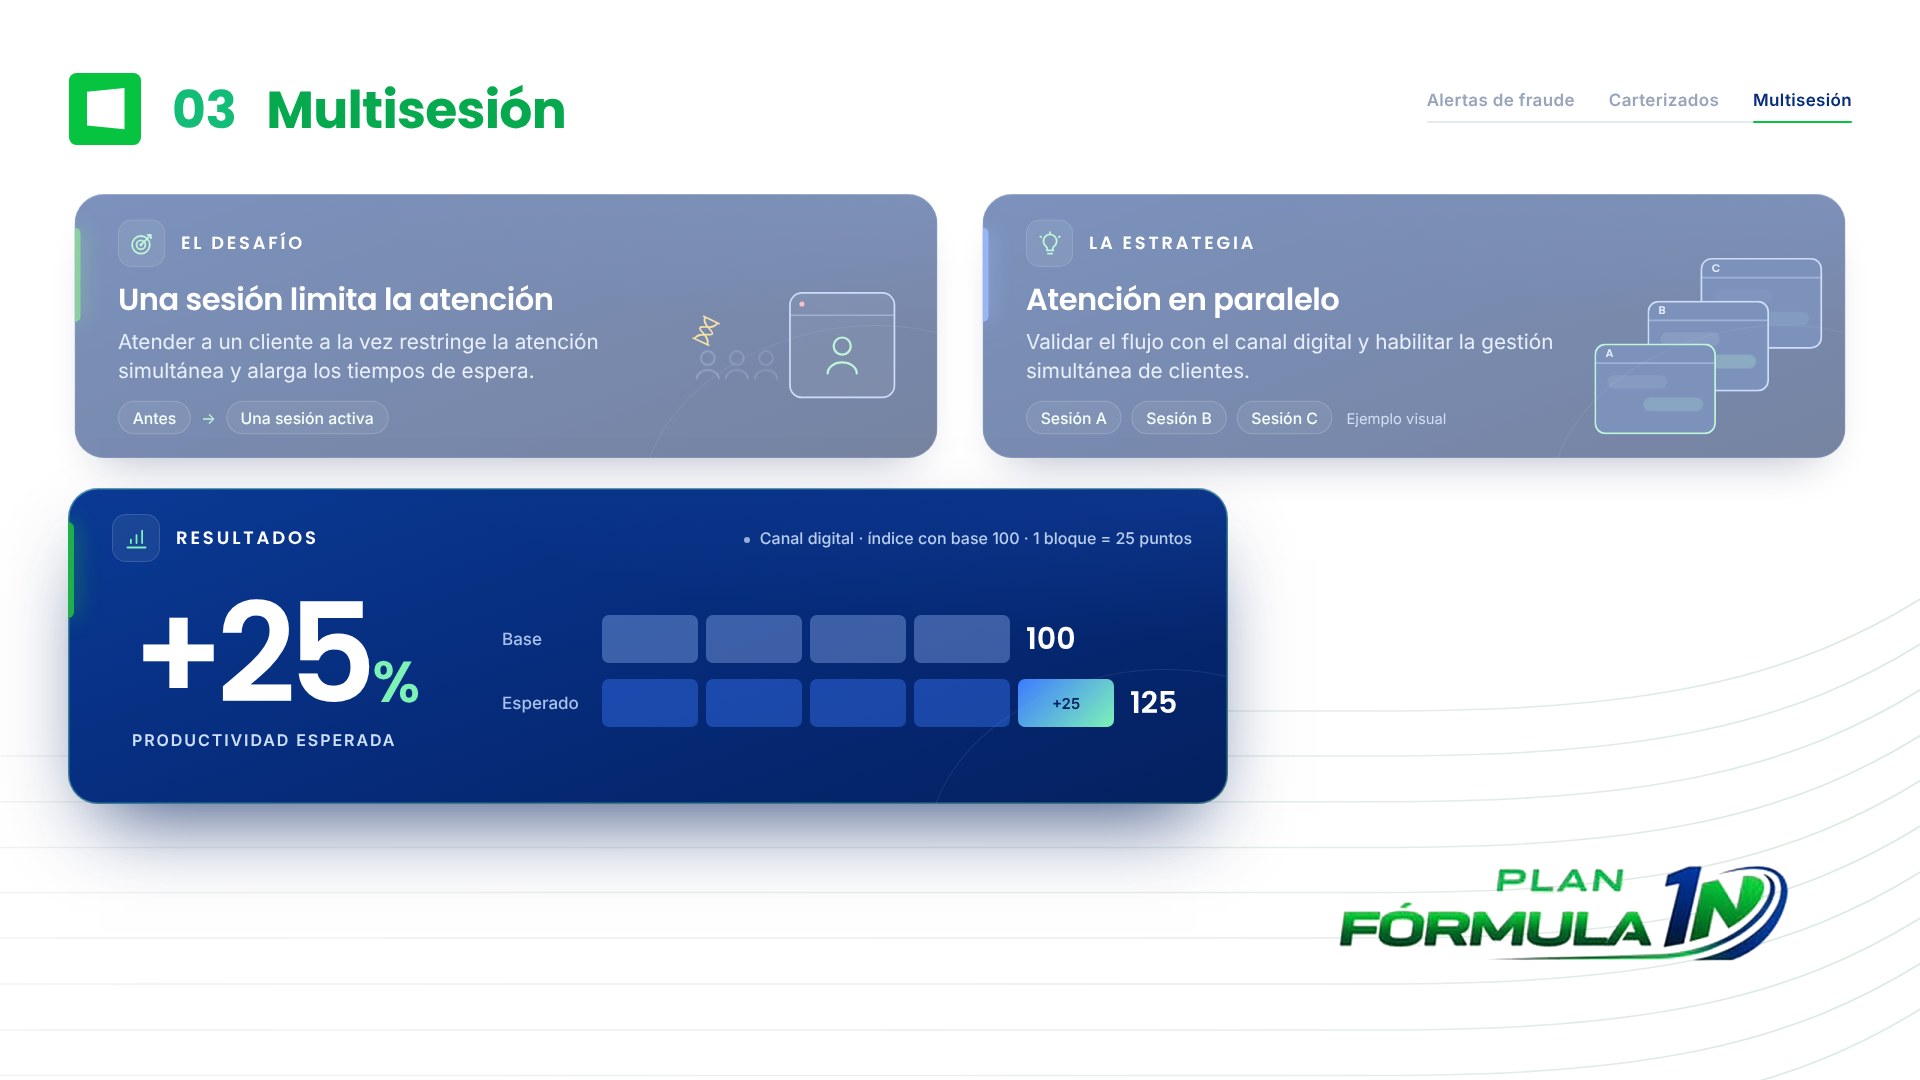 03 Multisesión
Alertas de fraude Carterizados Multisesión
EL DESAFÍO
Una sesión limita la atención
Atender a un cliente a la vez restringe la atención
simultánea y alarga los tiempos de espera.
Antes → Una sesión activa
LA ESTRATEGIA
Atención en paralelo
Validar el flujo con el canal digital y habilitar la gestión
simultánea de clientes.
Sesión A Sesión B Sesión C Ejemplo visual
C
B
A
RESULTADOS
• Canal digital · índice con base 100 · 1 bloque = 25 puntos
+25%
PRODUCTIVIDAD ESPERADA
Base 100
Esperado +25 125
PLAN
FÓRMULA 1N